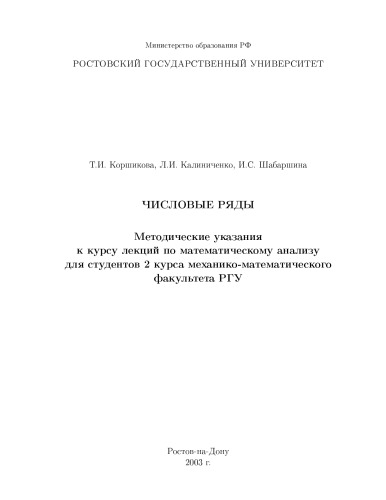 Министерство образования РФ
РОСТОВСКИЙ ГОСУДАРСТВЕННЫЙ УНИВЕРСИТЕТ
Т.И. Коршикова, Л.И. Калиниченко, И.С. Шабаршина
ЧИСЛОВЫЕ РЯДЫ
Методические указания
к курсу лекций по математическому анализу
для студентов 2 курса механико-математического
факультета РГУ
Ростов-на-Дону
2003 г.